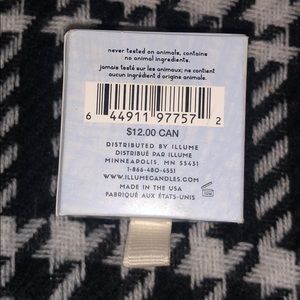 never tested on animals, contains
no animal ingredients.
jamais testé sur les animaux; ne contient
aucun ingrédient d origine animale.
6 44911 97757 2
$12.00 CAN
DISTRIBUTED BY ILLUME
DISTRIBUÉ PAR ILLUME
MINNEAPOLIS, MN 55431
1-866-480-4551
WWW.ILLUMECANDLES.COM
MADE IN THE USA
FABRIQUÉ AUX ÉTATS-UNIS